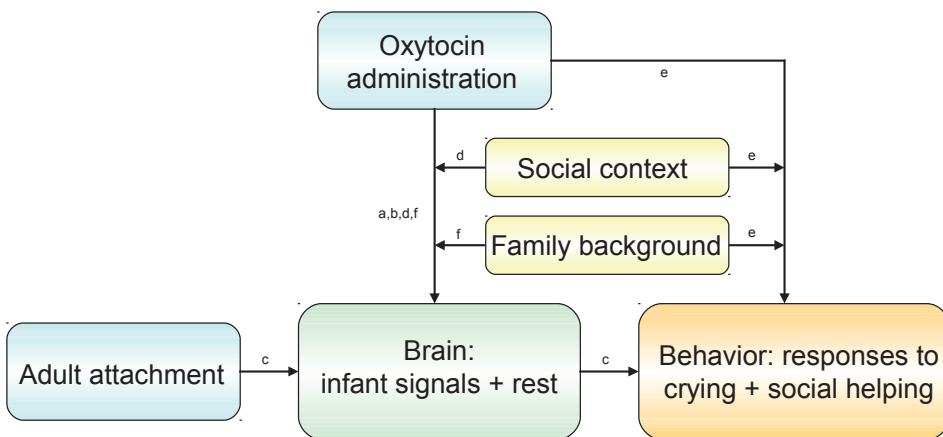 Oxytocin
administration
e
d
Social context
e
a,b,d,f
f
Family background
e
Adult attachment
c
Brain:
infant signals + rest
c
Behavior: responses to
crying + social helping